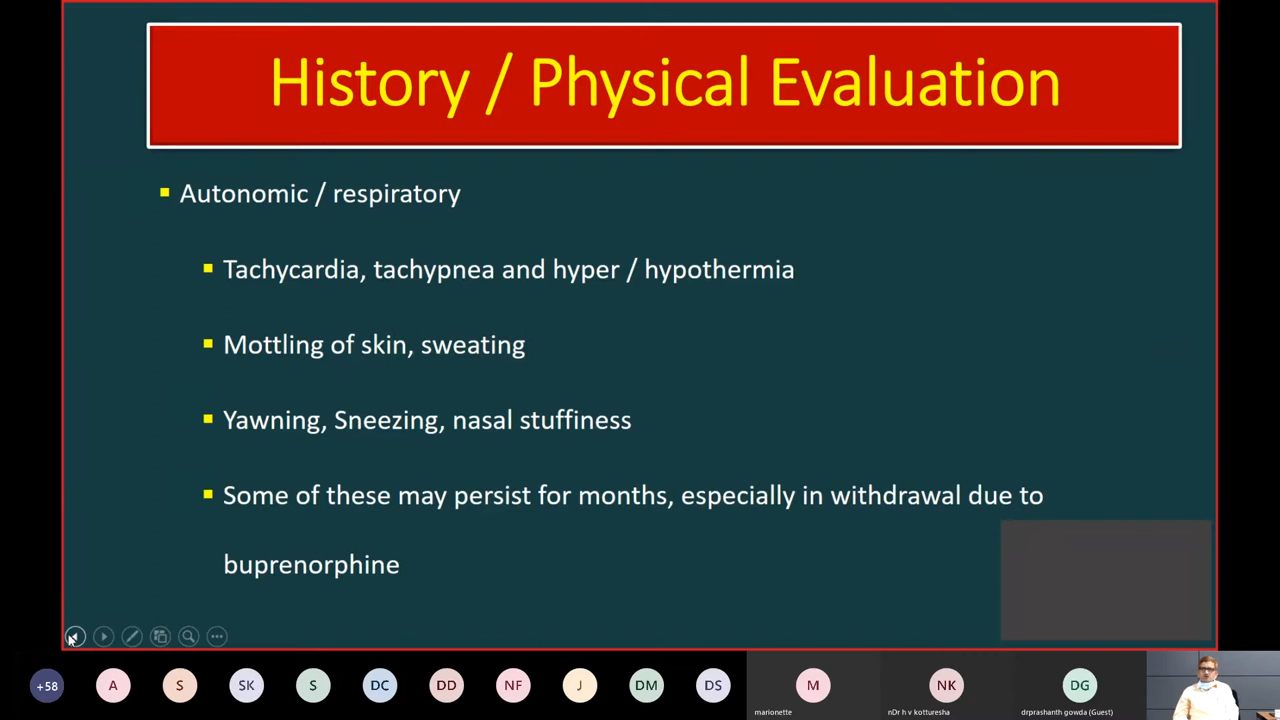 History / Physical Evaluation
Autonomic / respiratory
Tachycardia, tachypnea and hyper / hypothermia
Mottling of skin, sweating
Yawning, Sneezing, nasal stuffiness
Some of these may persist for months, especially in withdrawal due to
buprenorphine
+58
A
S
SK
S
DC
DD
NF
J
DM
DS
M
NK
DG
marionette
nDr h v kotturesha
drprashanth gowda (Guest)